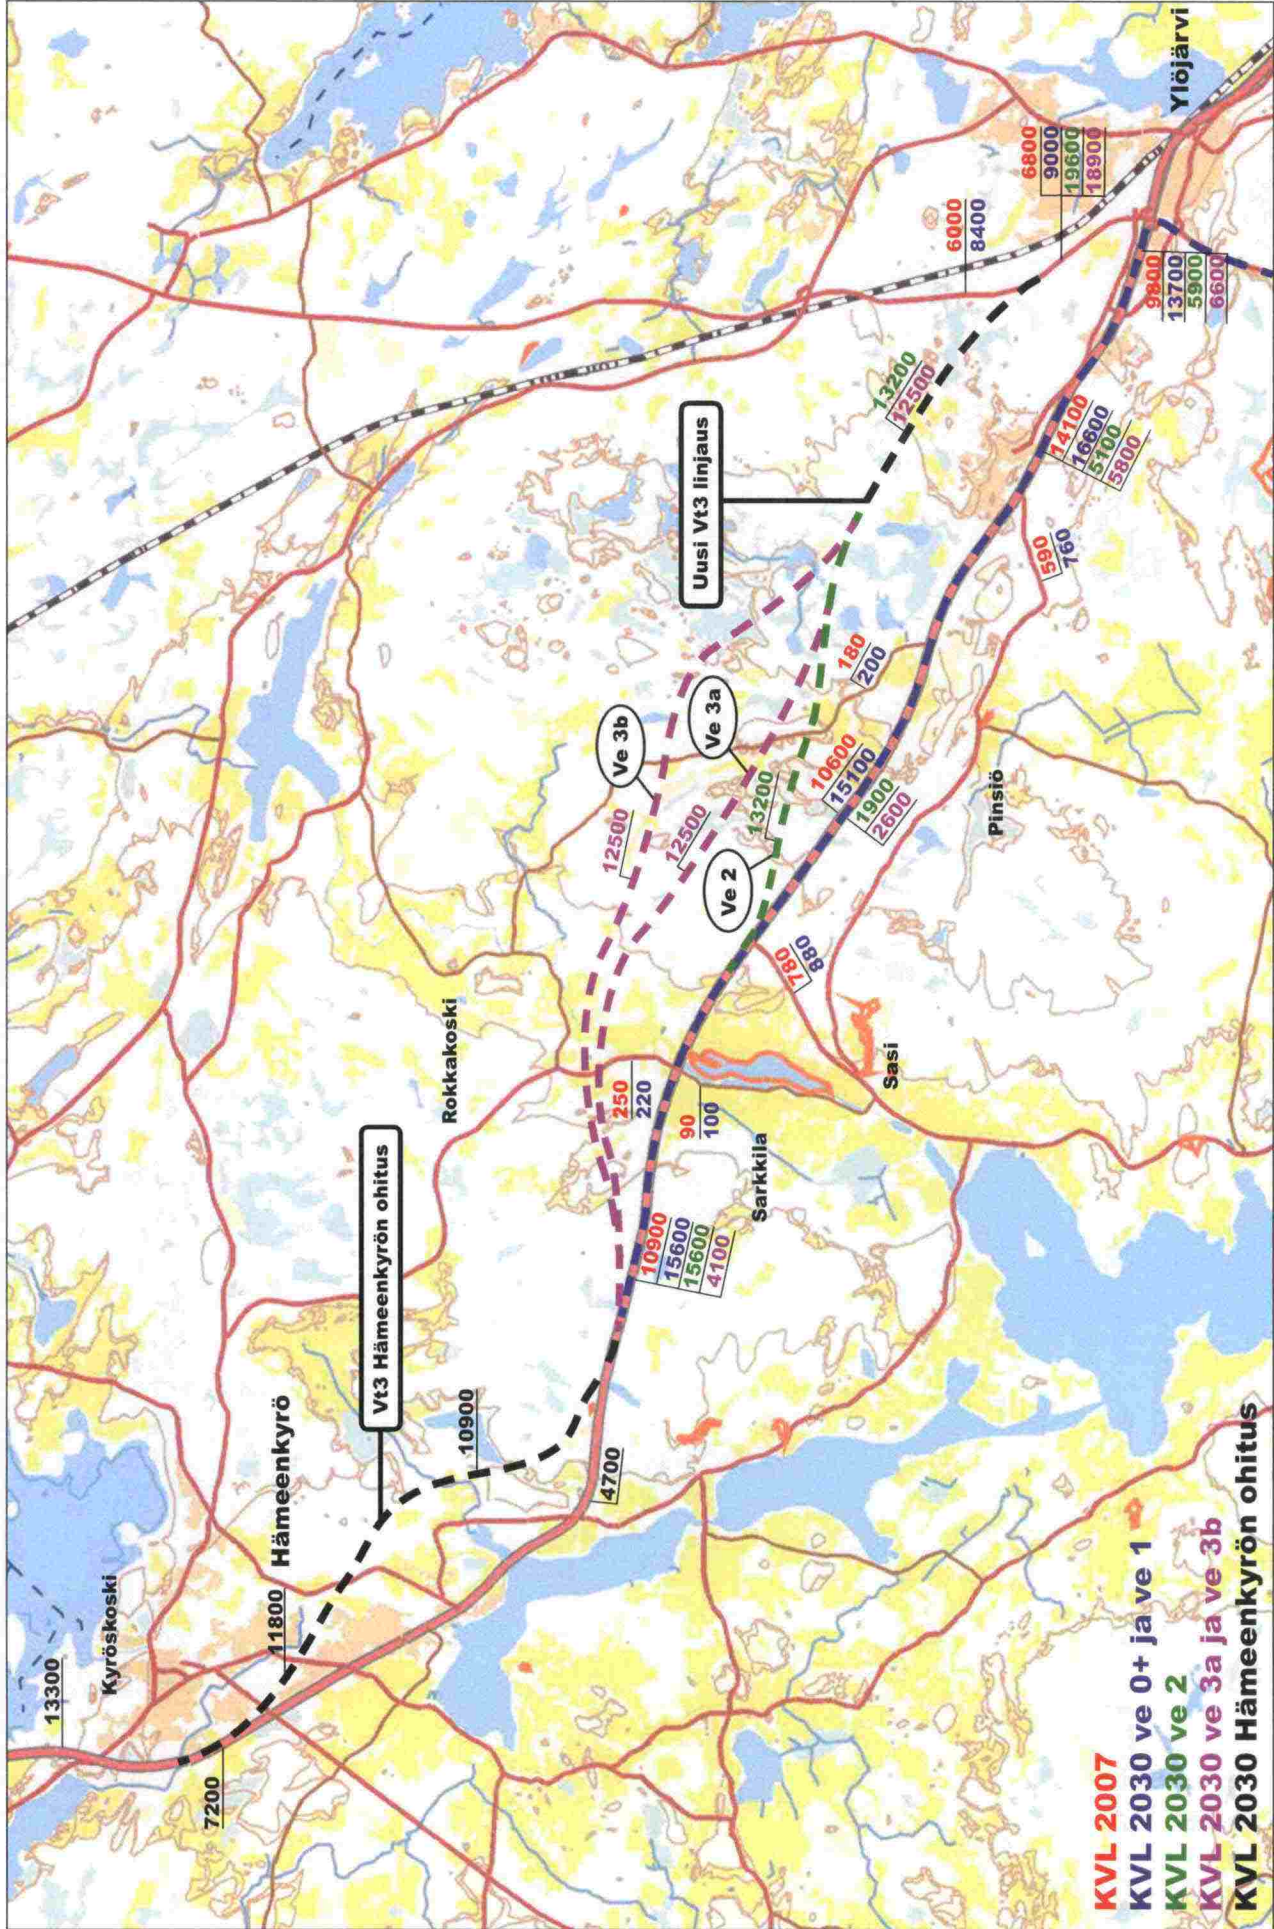 13300
Kyröskoski
7200
11800
Hämeenkyrö
Vt3 Hämeenkyrön ohitus
10900
4700
Rokkakoski
250
220
90
100
Sarkkila
10900
15600
15600
4100
Sasi
780
880
Ve 3b
12500
Ve 3a
12500
Ve 2
13200
10600
15100
1900
2600
Pinsiö
180
200
Uusi Vt3 linjaus
13200
12500
590
760
14100
16600
5100
5800
6000
8400
6800
9000
19600
18900
9800
13700
5900
6600
Ylöjärvi
KVL 2007
KVL 2030 ve 0+ ja ve 1
KVL 2030 ve 2
KVL 2030 ve 3a ja ve 3b
KVL 2030 Hämeenkyrön ohitus